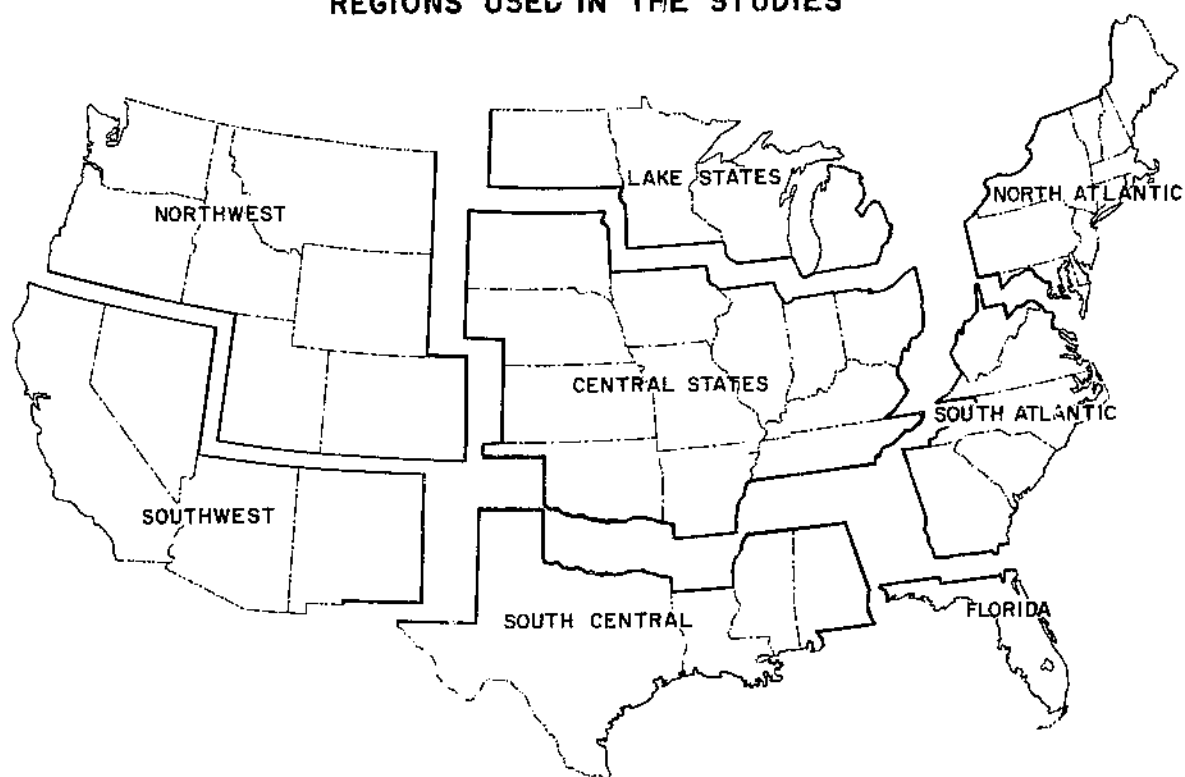 REGIONS USED IN THE STUDIES
LAKE STATES
NORTH ATLANTIC
NORTHWEST
CENTRAL STATES
SOUTH ATLANTIC
SOUTHWEST
FLORIDA
SOUTH CENTRAL